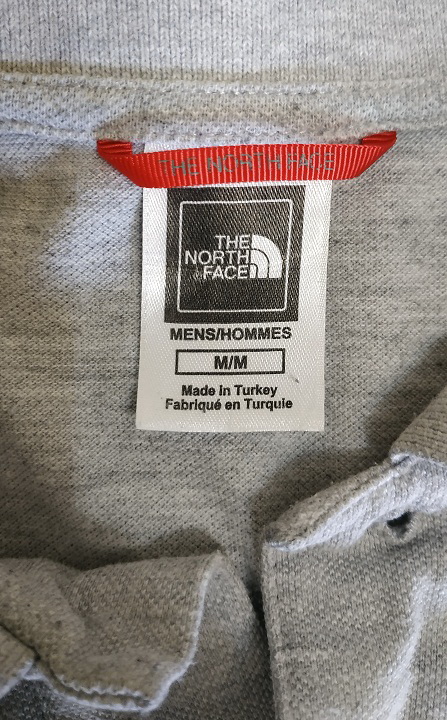 THE NORTH FACE
THE
NORTH
FACE
MENS/HOMMES
M/M
Made in Turkey
Fabriqué en Turquie